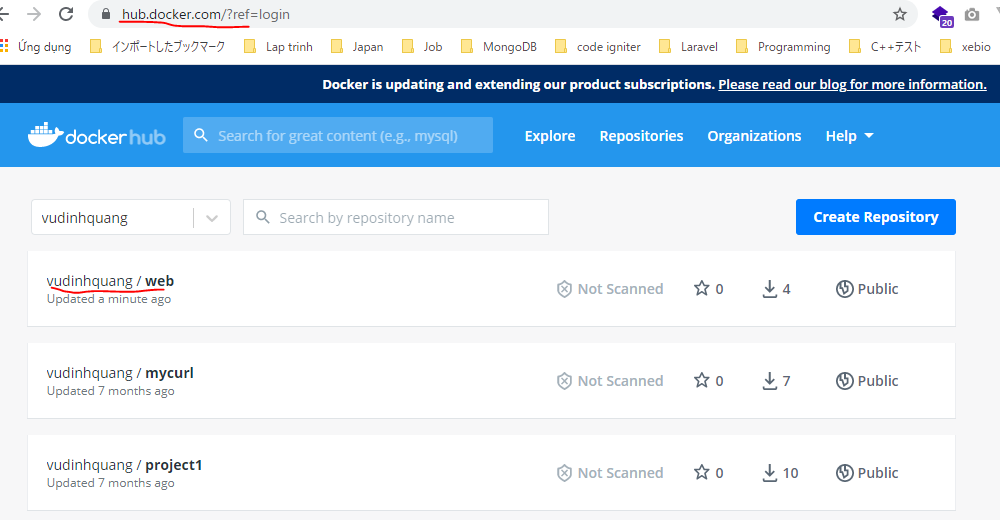 hub.docker.com/?ref=login
20
Ứng dụng インポートしたブックマーク Lap trinh Japan Job MongoDB code igniter Laravel Programming C++テスト xebio
Docker is updating and extending our product subscriptions. Please read our blog for more information.
dockerhub Search for great content (e.g., mysql) Explore Repositories Organizations Help
vudinhquang Search by repository name Create Repository
vudinhquang / web
Updated a minute ago
Not Scanned 0 4 Public
vudinhquang / mycurl
Updated 7 months ago
Not Scanned 0 7 Public
vudinhquang / project1
Updated 7 months ago
Not Scanned 0 10 Public